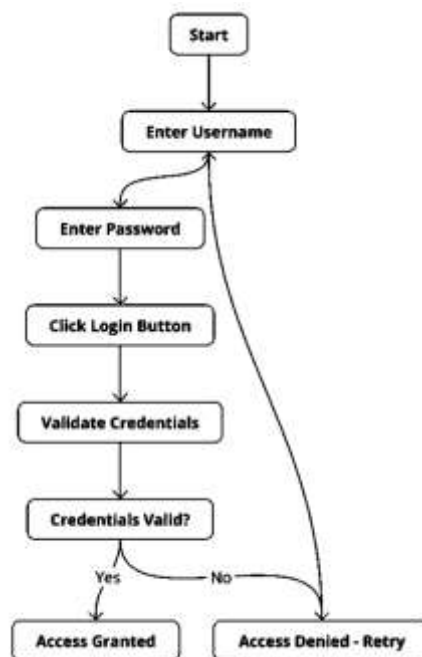 Start
Enter Username
Enter Password
Click Login Button
Validate Credentials
Credentials Valid?
Yes
No
Access Granted
Access Denied - Retry